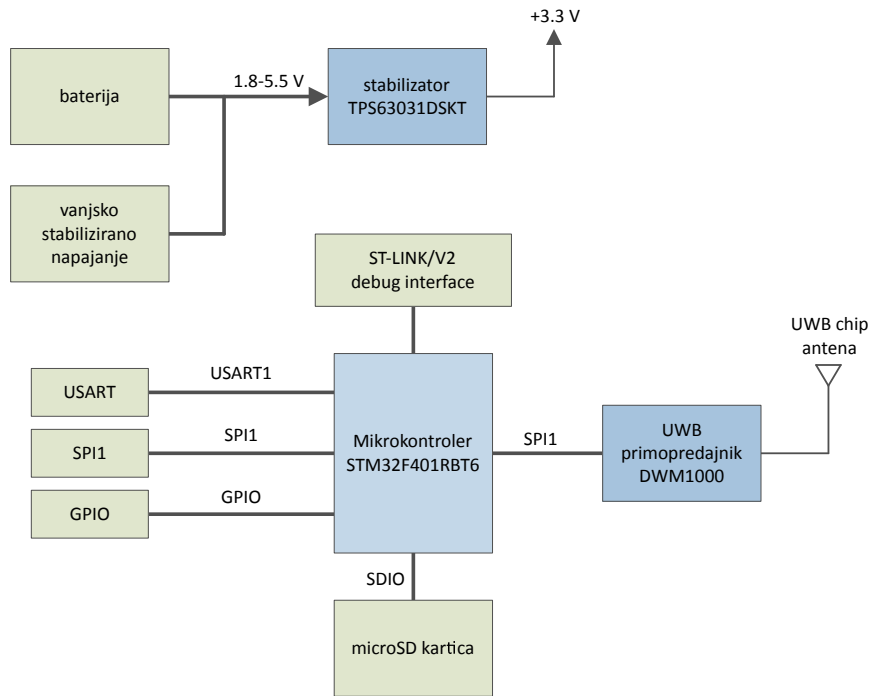 +3.3 V
baterija
1.8-5.5 V
stabilizator
TPS63031DSKT
vanjsko
stabilizirano
napajanje
ST-LINK/V2
debug interface
UWB chip
antena
USART
USART1
SPI1
SPI1
GPIO
GPIO
Mikrokontroler
STM32F401RBT6
SPI1
UWB
primopredajnik
DWM1000
SDIO
microSD kartica